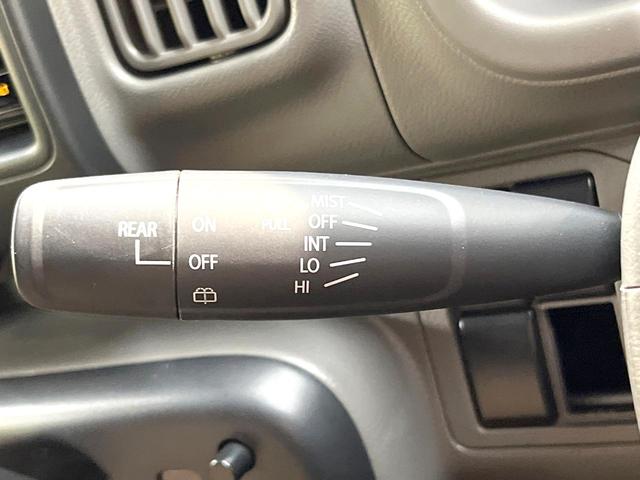 REAR
ON
OFF
PULL
MIST
OFF
INT
LO
HI